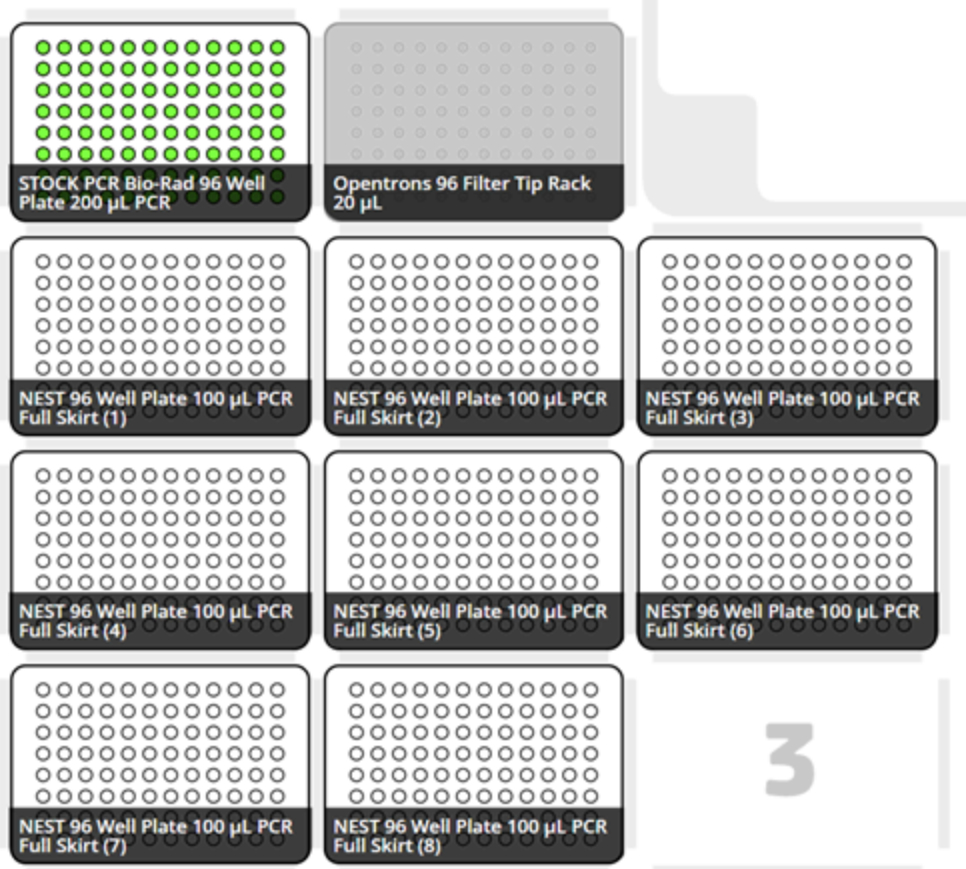 STOCK PCR Bio-Rad 96 Well
Plate 200 µL PCR
Opentrons 96 Filter Tip Rack
20 µL
NEST 96 Well Plate 100 µL PCR
Full Skirt (1)
NEST 96 Well Plate 100 µL PCR
Full Skirt (2)
NEST 96 Well Plate 100 µL PCR
Full Skirt (3)
NEST 96 Well Plate 100 µL PCR
Full Skirt (4)
NEST 96 Well Plate 100 µL PCR
Full Skirt (5)
NEST 96 Well Plate 100 µL PCR
Full Skirt (6)
NEST 96 Well Plate 100 µL PCR
Full Skirt (7)
NEST 96 Well Plate 100 µL PCR
Full Skirt (8)
3